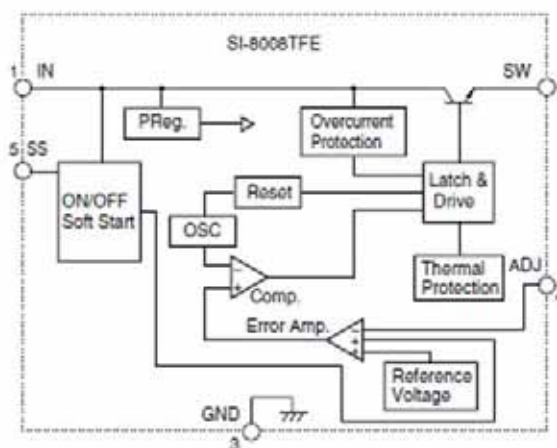 SI-8008TFE
1 IN
SW
PReg.
Overcurrent
Protection
5 SS
ON/OFF
Soft Start
Reset
Latch &
Drive
OSC
-
+
Comp.
Thermal
Protection
ADJ
Error Amp.
-
+
+
Reference
Voltage
GND
3